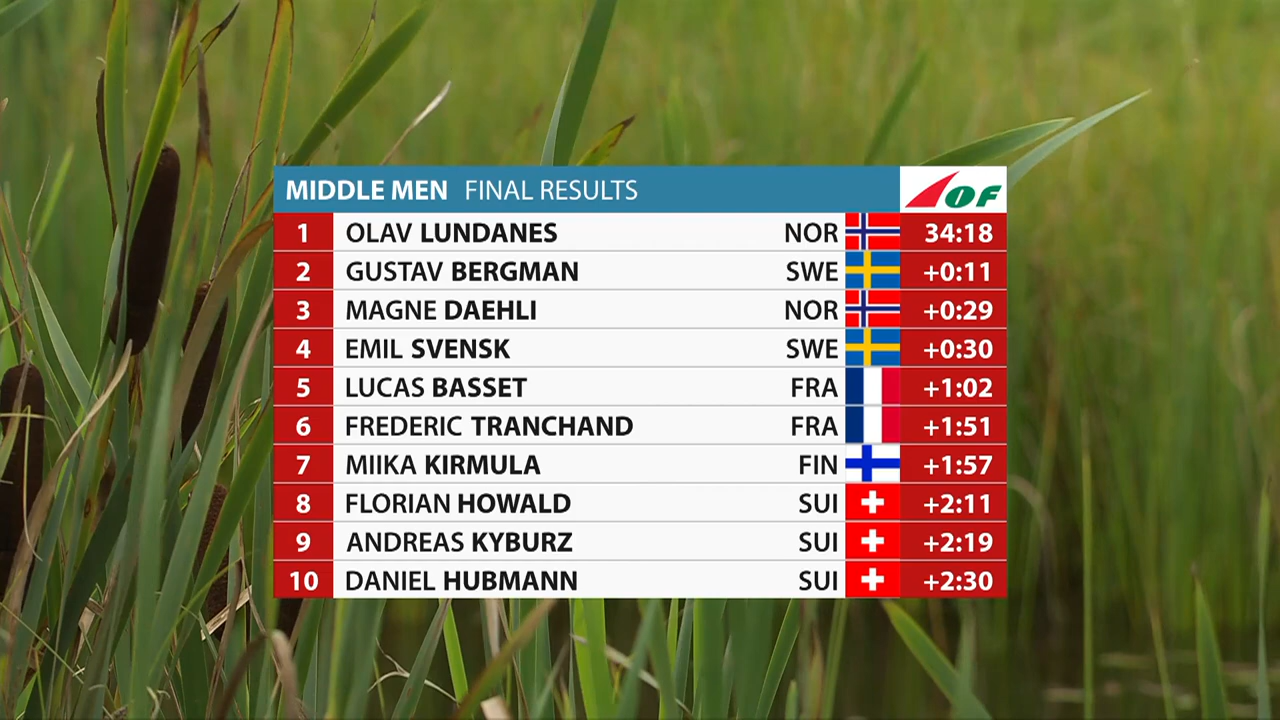 MIDDLE MEN FINAL RESULTS IOF
1 OLAV LUNDANES NOR 34:18
2 GUSTAV BERGMAN SWE +0:11
3 MAGNE DAEHLI NOR +0:29
4 EMIL SVENSK SWE +0:30
5 LUCAS BASSET FRA +1:02
6 FREDERIC TRANCHAND FRA +1:51
7 MIIKA KIRMULA FIN +1:57
8 FLORIAN HOWALD SUI +2:11
9 ANDREAS KYBURZ SUI +2:19
10 DANIEL HUBMANN SUI +2:30